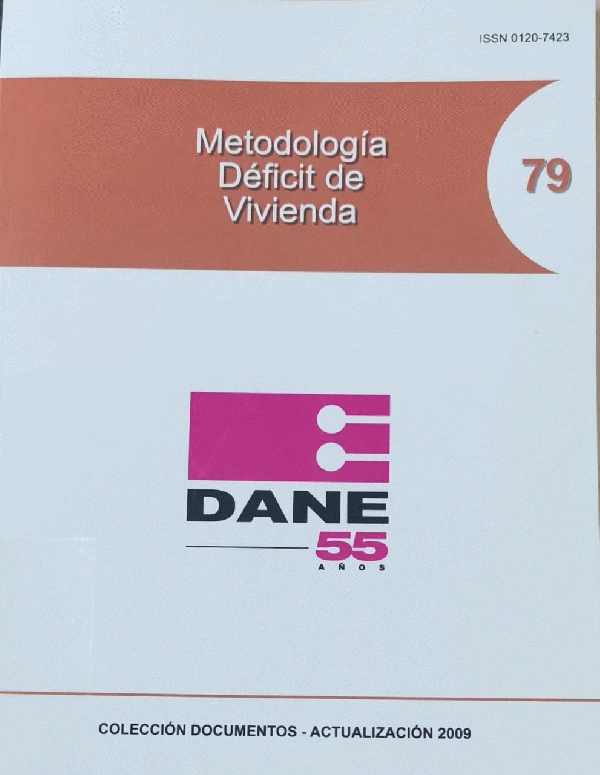 ISSN 0120-7423
Metodología
Déficit de
Vivienda
79
DANE
55
AÑOS
COLECCIÓN DOCUMENTOS - ACTUALIZACIÓN 2009